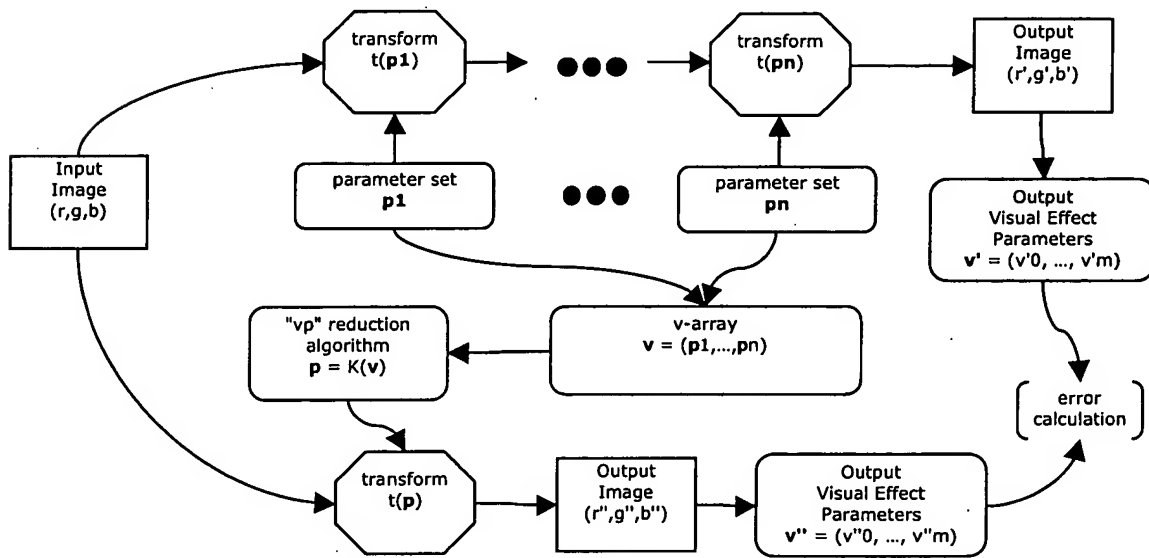 transform
t(p1)
transform
t(pn)
Output
Image
(r',g',b')
Input
Image
(r,g,b)
parameter set
p1
parameter set
pn
Output
Visual Effect
Parameters
v' = (v'0, ..., v'm)
"vp" reduction
algorithm
p = K(v)
v-array
v = (p1,...,pn)
error
calculation
transform
t(p)
Output
Image
(r",g",b")
Output
Visual Effect
Parameters
v" = (v"0, ..., v"m)